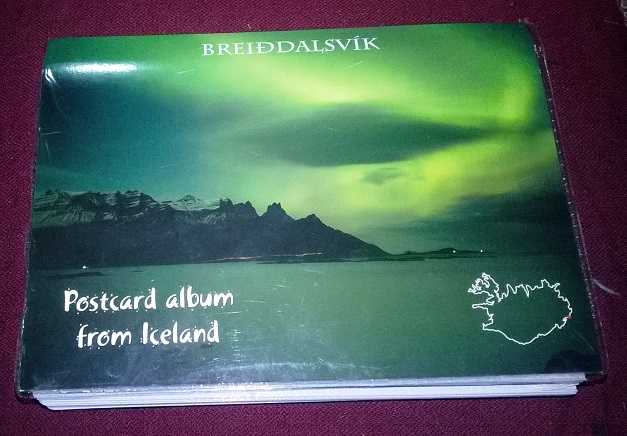 BREIÐDALSVÍK
Postcard album
from Iceland